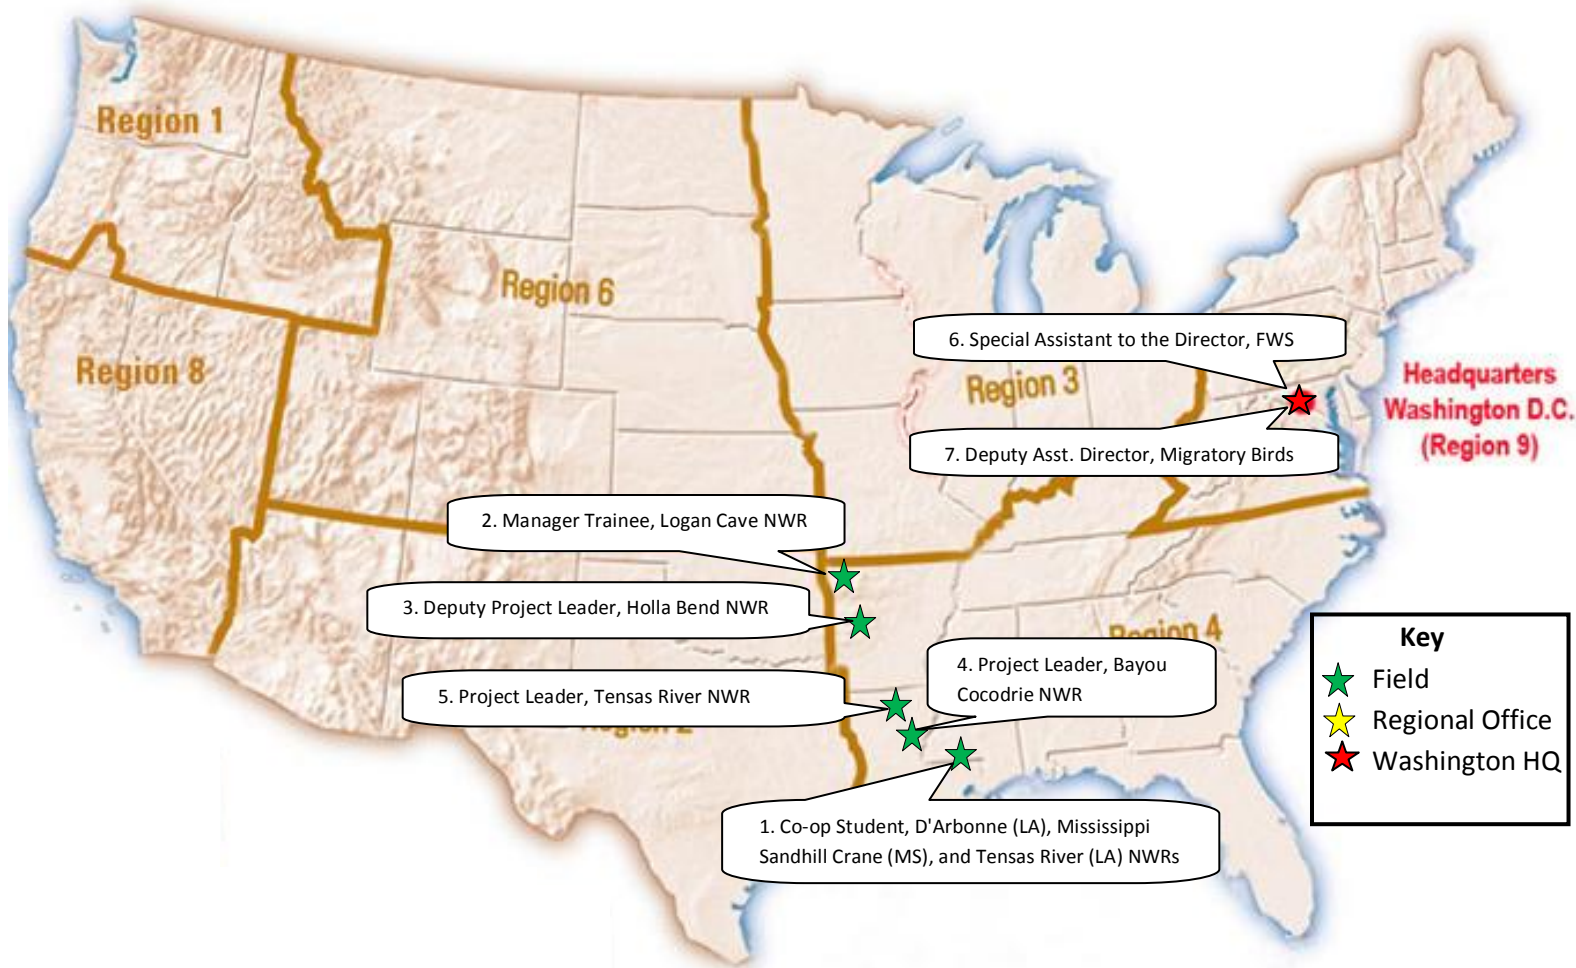 Region 1
Region 6
Region 8
6. Special Assistant to the Director, FWS
Region 3
Headquarters
Washington D.C.
(Region 9)
7. Deputy Asst. Director, Migratory Birds
2. Manager Trainee, Logan Cave NWR
3. Deputy Project Leader, Holla Bend NWR
Region 4
4. Project Leader, Bayou
Cocodrie NWR
5. Project Leader, Tensas River NWR
Region 2
1. Co-op Student, D'Arbonne (LA), Mississippi
Sandhill Crane (MS), and Tensas River (LA) NWRs
Key
Field
Regional Office
Washington HQ